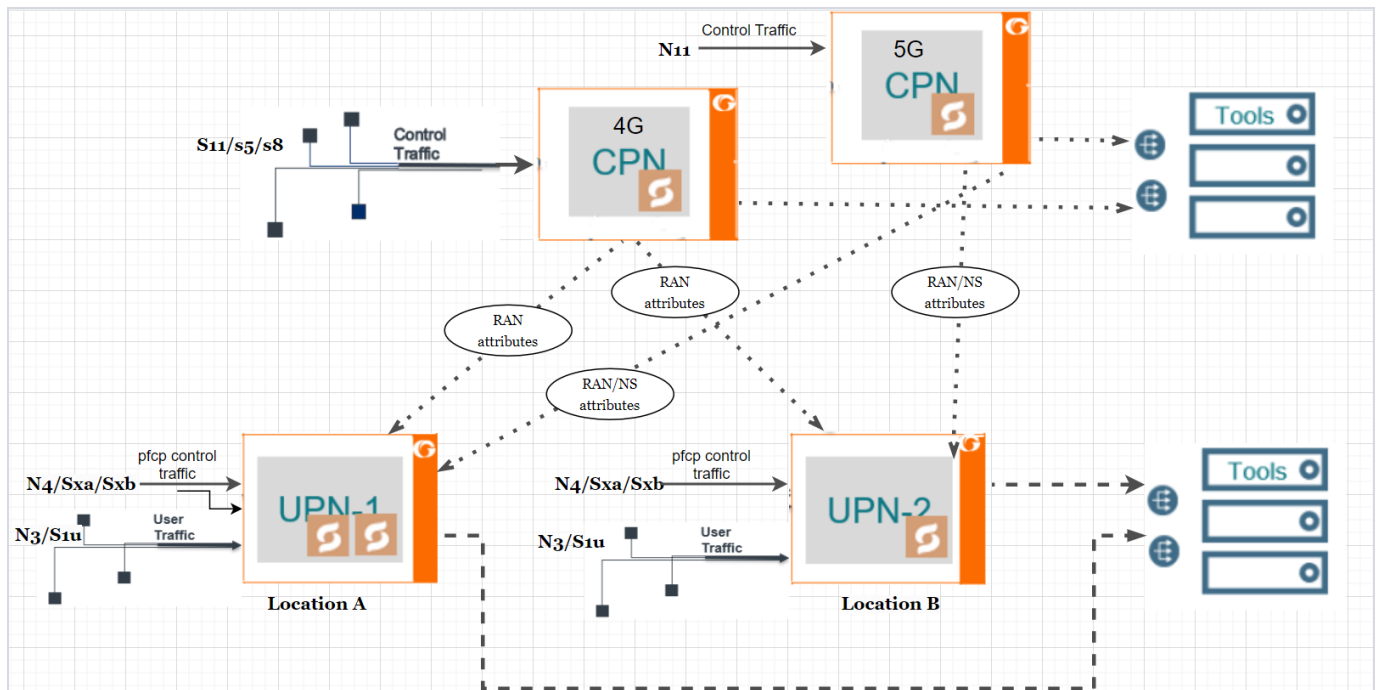 N11
Control Traffic
5G
CPN
S11/s5/s8
Control
Traffic
4G
CPN
Tools
RAN
attributes
RAN
attributes
RAN/NS
attributes
RAN/NS
attributes
N4/Sxa/Sxb
pfcp control
traffic
N3/S1u
User
Traffic
UPN-1
Location A
N4/Sxa/Sxb
pfcp control
traffic
N3/S1u
User
Traffic
UPN-2
Location B
Tools